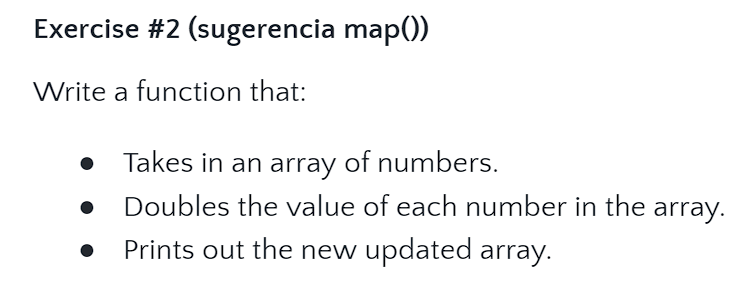 Exercise #2 (sugerencia map())
Write a function that:
● Takes in an array of numbers.
● Doubles the value of each number in the array.
● Prints out the new updated array.